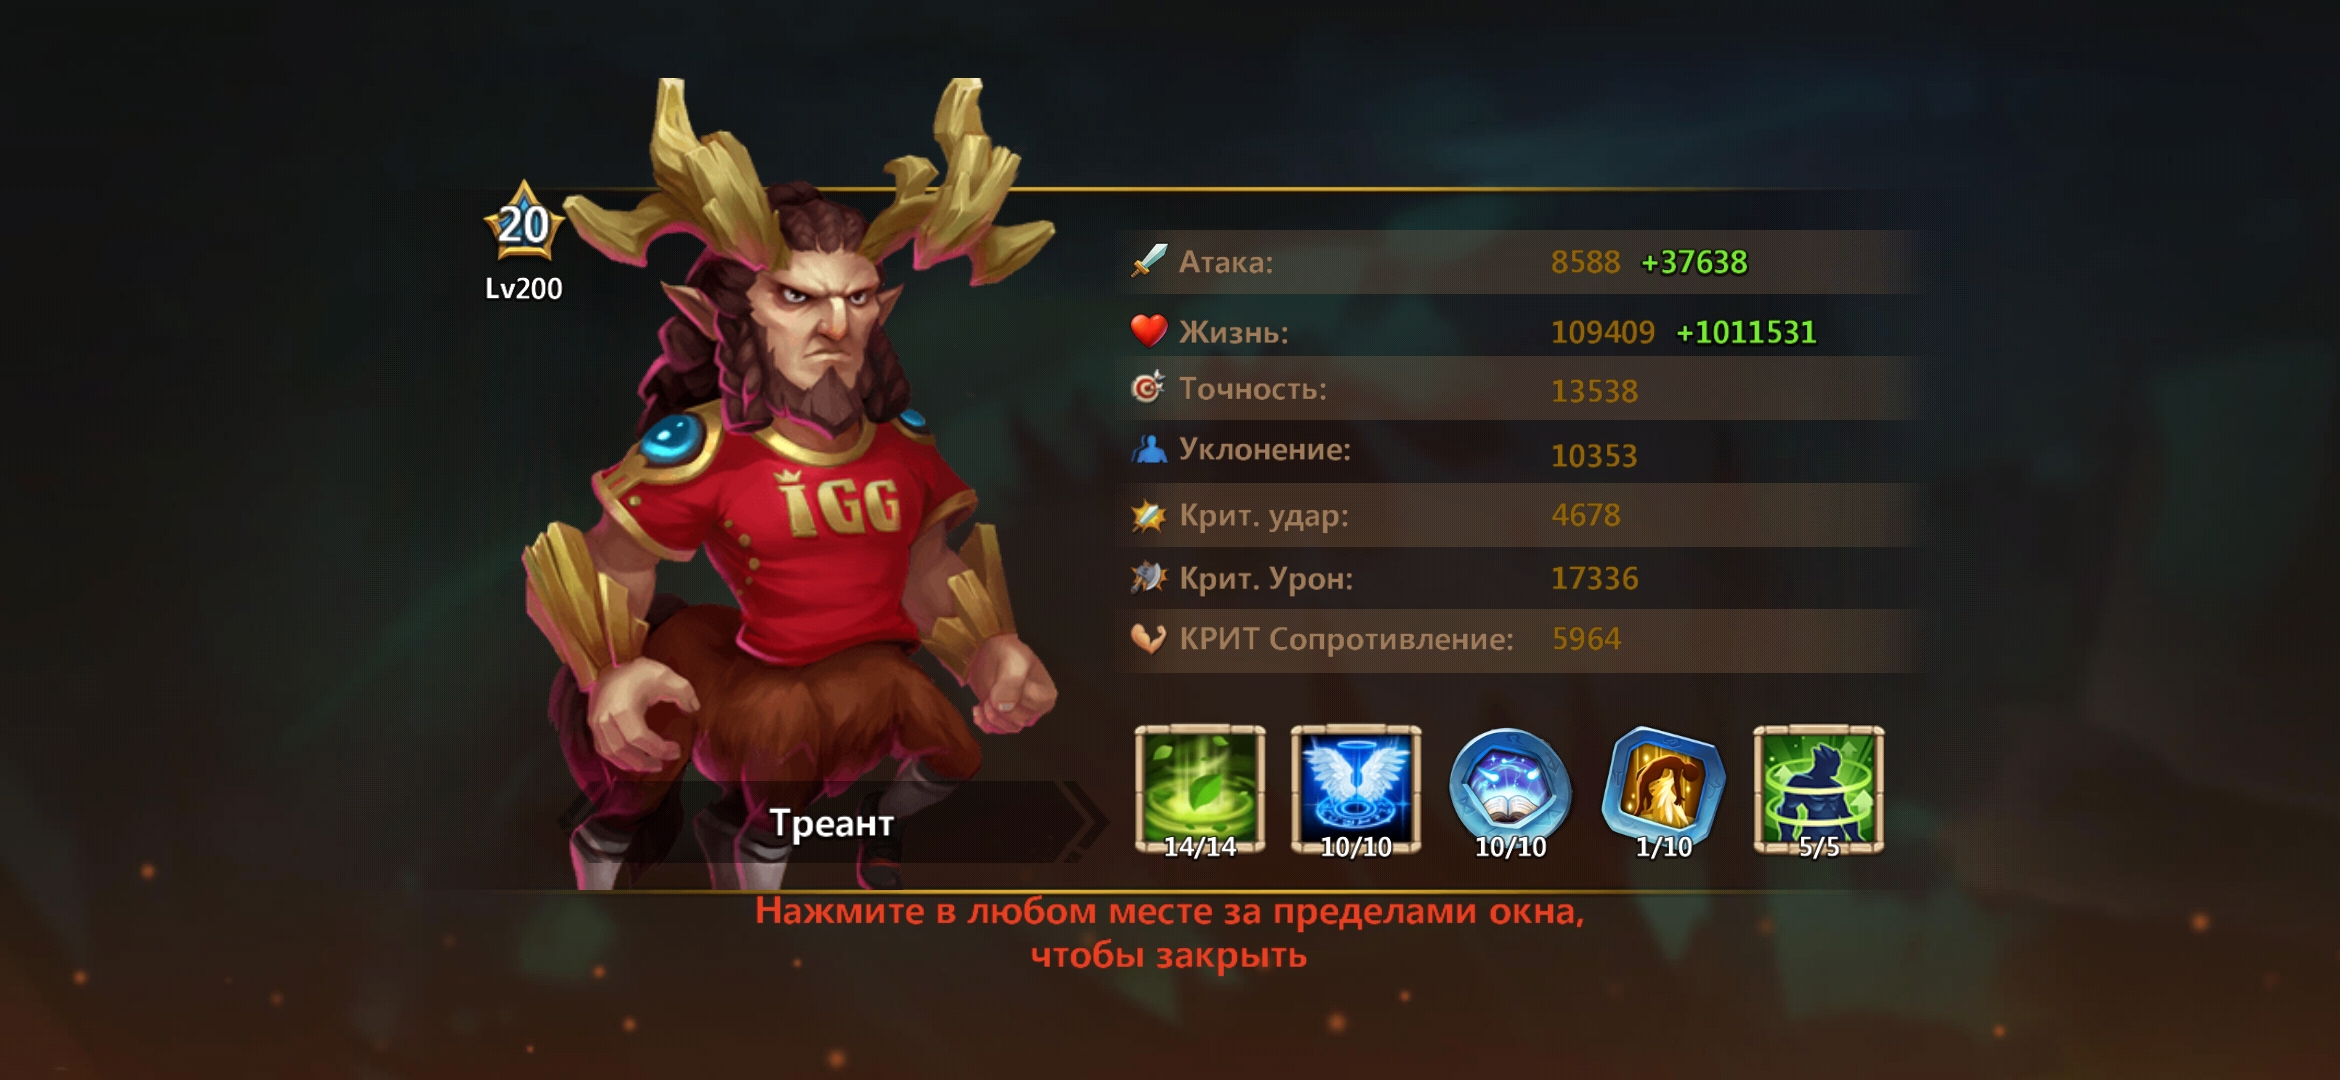 20
Lv200
IGG
Треант
Атака: 8588 +37638
Жизнь: 109409 +1011531
Точность: 13538
Уклонение: 10353
Крит. удар: 4678
Крит. Урон: 17336
КРИТ Сопротивление: 5964
14/14 10/10 10/10 1/10 5/5
Нажмите в любом месте за пределами окна,
чтобы закрыть